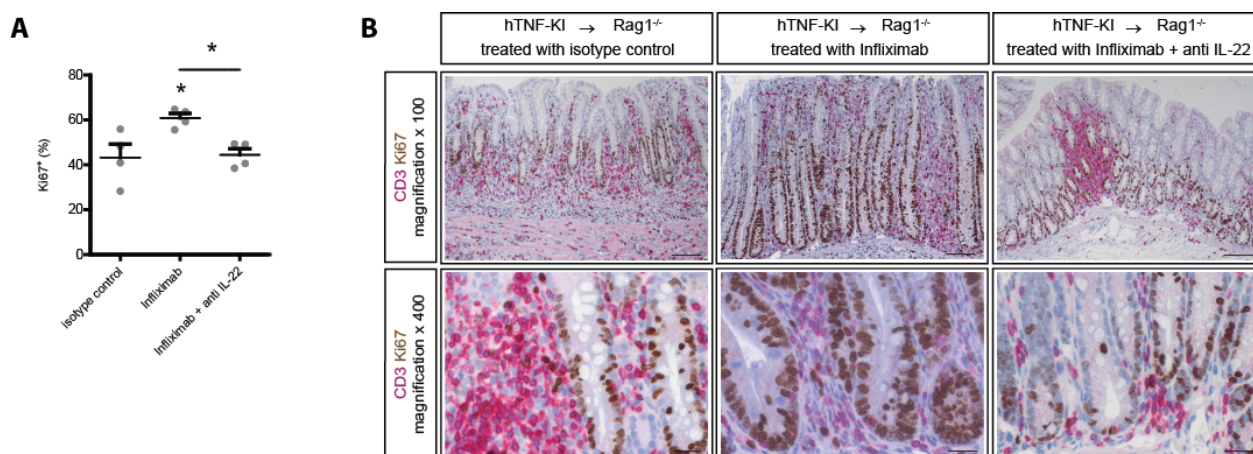 A
Ki67⁺ (%)
80
60
40
20
0
*
*
isotype control
Infliximab
Infliximab + anti IL-22
B
hTNF-KI → Rag1⁻/⁻
treated with isotype control
hTNF-KI → Rag1⁻/⁻
treated with Infliximab
hTNF-KI → Rag1⁻/⁻
treated with Infliximab + anti IL-22
CD3 Ki67
magnification x 100
CD3 Ki67
magnification x 400